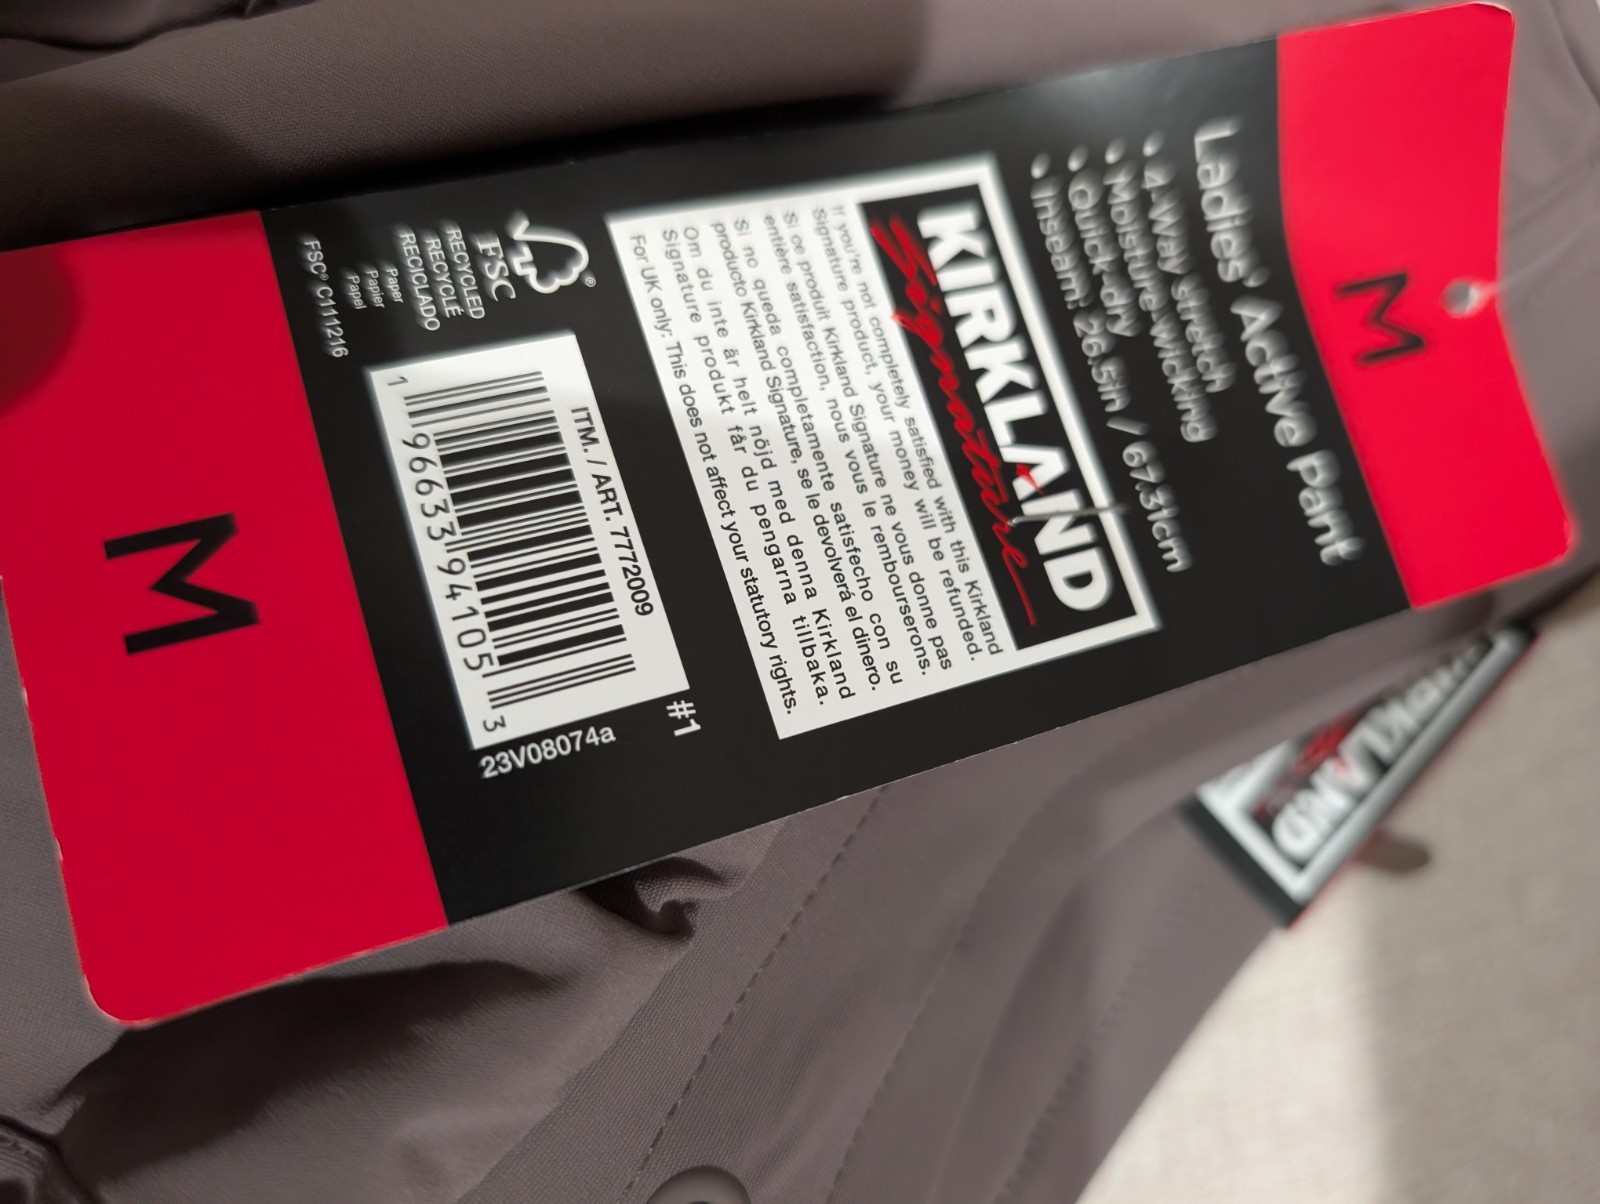 M
Ladies' Active Pant
• 4-Way stretch
• Moisture-wicking
• Quick-dry
• Inseam: 26.5in / 67.31cm
KIRKLAND
Signature
If you're not completely satisfied with this Kirkland
Signature product, your money will be refunded.
Si ce produit Kirkland Signature ne vous donne pas
entière satisfaction, nous vous le rembourserons.
Si no queda completamente satisfecho con su
producto Kirkland Signature, se le devolverá el dinero.
Om du inte är helt nöjd med denna Kirkland
Signature produkt får du pengarna tillbaka.
For UK only: This does not affect your statutory rights.
®
FSC
RECYCLED
RECYCLÉ
RECICLADO
Paper
Papier
Papel
FSC® C111216
ITM. / ART. 7772009
1 96633 94105 3
#1
23V08074a
M
KIRKLAND